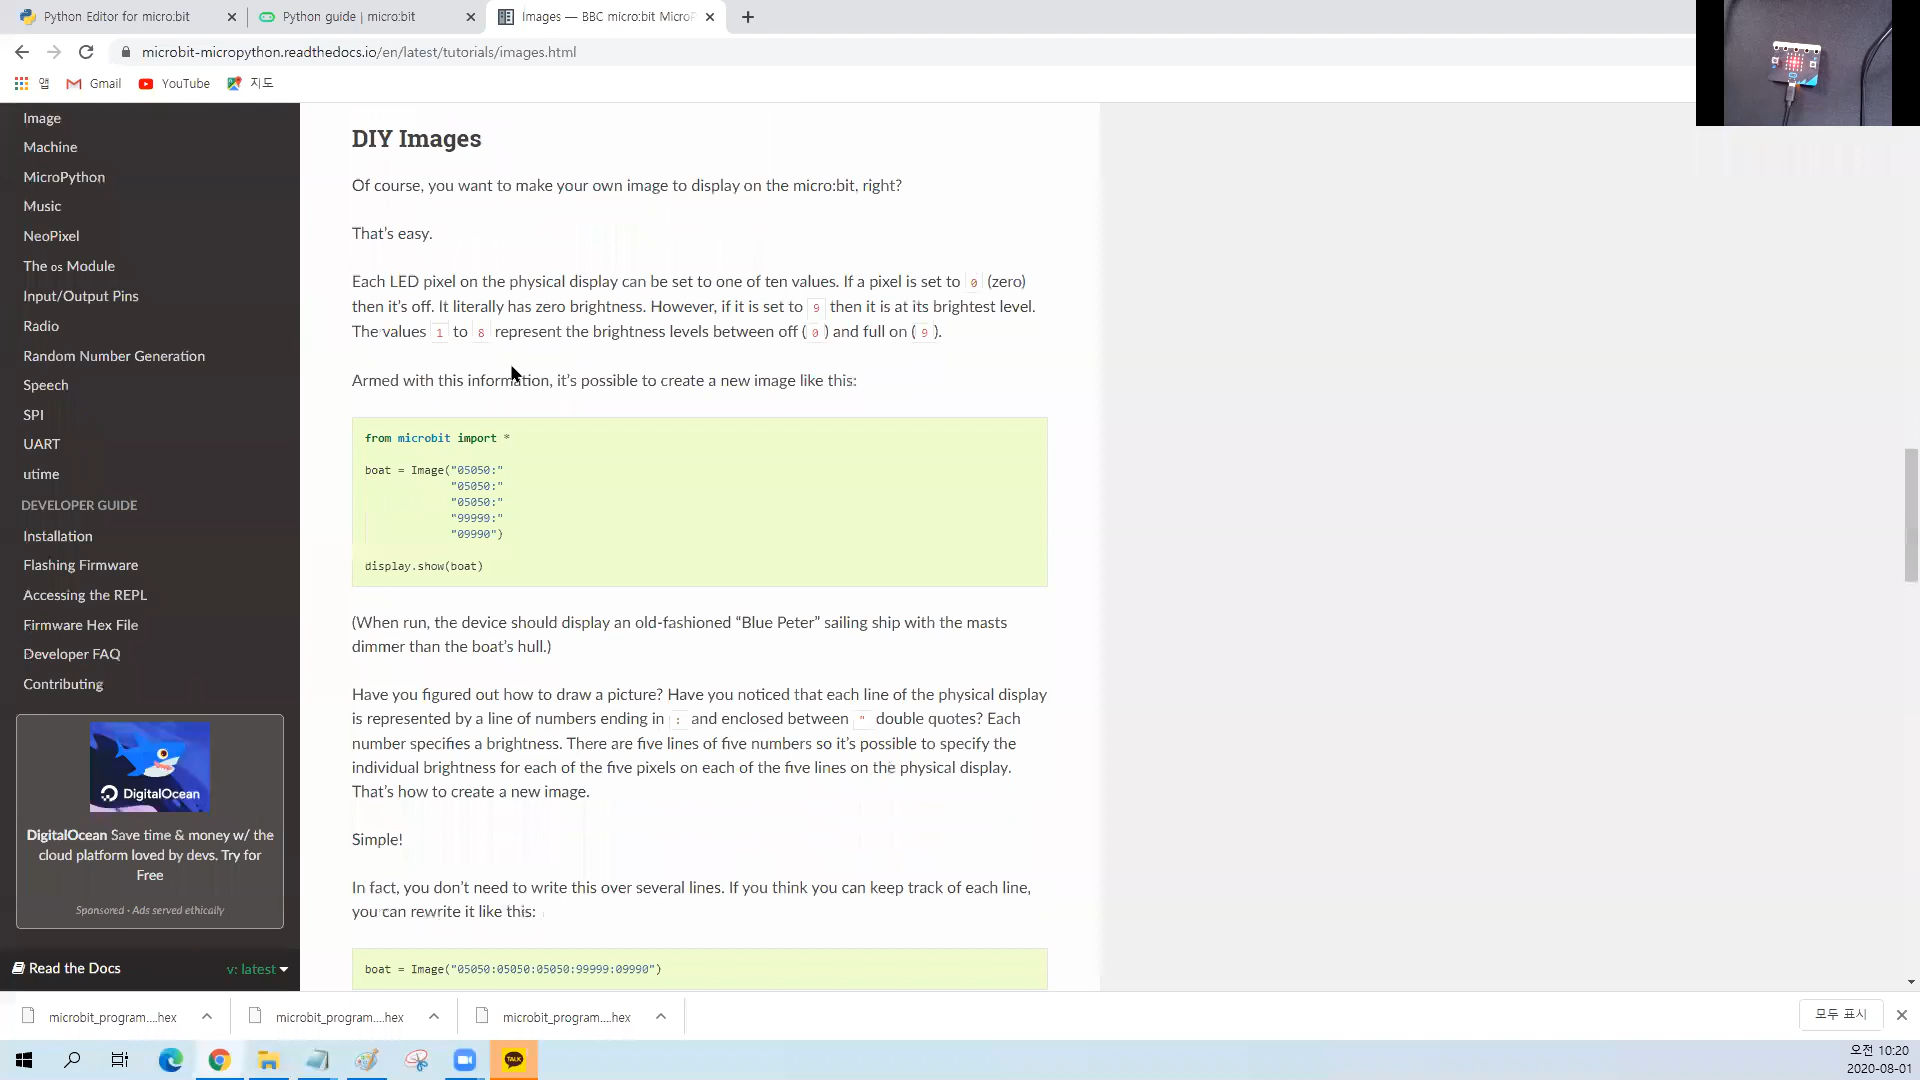 Python Editor for micro:bit
Python guide | micro:bit
Images — BBC micro:bit MicroP
microbit-micropython.readthedocs.io/en/latest/tutorials/images.html
앱
Gmail
YouTube
지도
Image
Machine
MicroPython
Music
NeoPixel
The os Module
Input/Output Pins
Radio
Random Number Generation
Speech
SPI
UART
utime
DEVELOPER GUIDE
Installation
Flashing Firmware
Accessing the REPL
Firmware Hex File
Developer FAQ
Contributing
DigitalOcean
DigitalOcean Save time & money w/ the
cloud platform loved by devs. Try for
Free
Sponsored · Ads served ethically
Read the Docs
v: latest
DIY Images
Of course, you want to make your own image to display on the micro:bit, right?
That’s easy.
Each LED pixel on the physical display can be set to one of ten values. If a pixel is set to 0 (zero)
then it’s off. It literally has zero brightness. However, if it is set to 9 then it is at its brightest level.
The values 1 to 8 represent the brightness levels between off (0) and full on (9).
Armed with this information, it’s possible to create a new image like this:
from microbit import *
boat = Image("05050:"
"05050:"
"05050:"
"99999:"
"09990")
display.show(boat)
(When run, the device should display an old-fashioned “Blue Peter” sailing ship with the masts
dimmer than the boat’s hull.)
Have you figured out how to draw a picture? Have you noticed that each line of the physical display
is represented by a line of numbers ending in : and enclosed between " double quotes? Each
number specifies a brightness. There are five lines of five numbers so it’s possible to specify the
individual brightness for each of the five pixels on each of the five lines on the physical display.
That’s how to create a new image.
Simple!
In fact, you don’t need to write this over several lines. If you think you can keep track of each line,
you can rewrite it like this:
boat = Image("05050:05050:05050:99999:09990")
microbit_program....hex
microbit_program....hex
microbit_program....hex
모두 표시
TALK
오전 10:20
2020-08-01